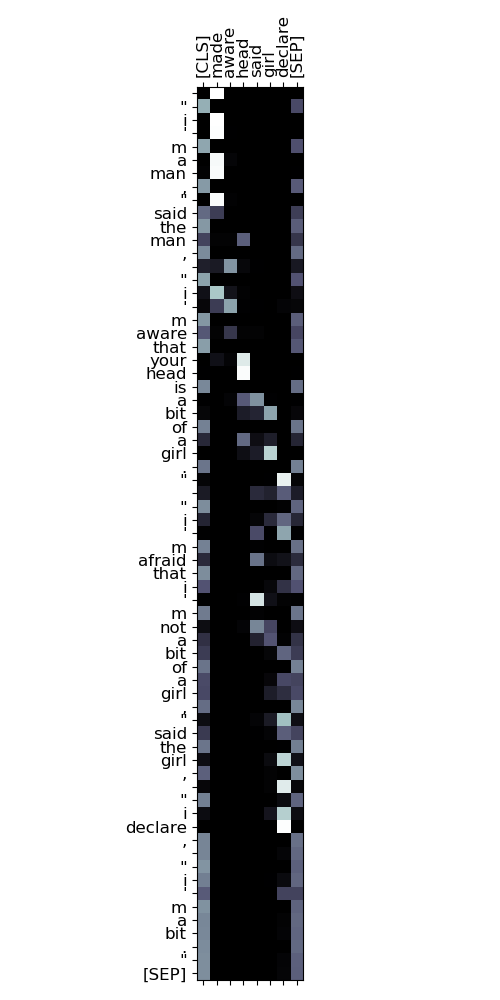 [CLS] made aware head said girl declare [SEP]
"
i
'
m
a
man
,
"
said
the
man
,
"
i
'
m
aware
that
your
head
is
a
bit
of
a
girl
.
"
"
i
'
m
afraid
that
i
'
m
not
a
bit
of
a
girl
,
"
said
the
girl
,
"
i
declare
,
"
i
'
m
a
bit
.
"
[SEP]